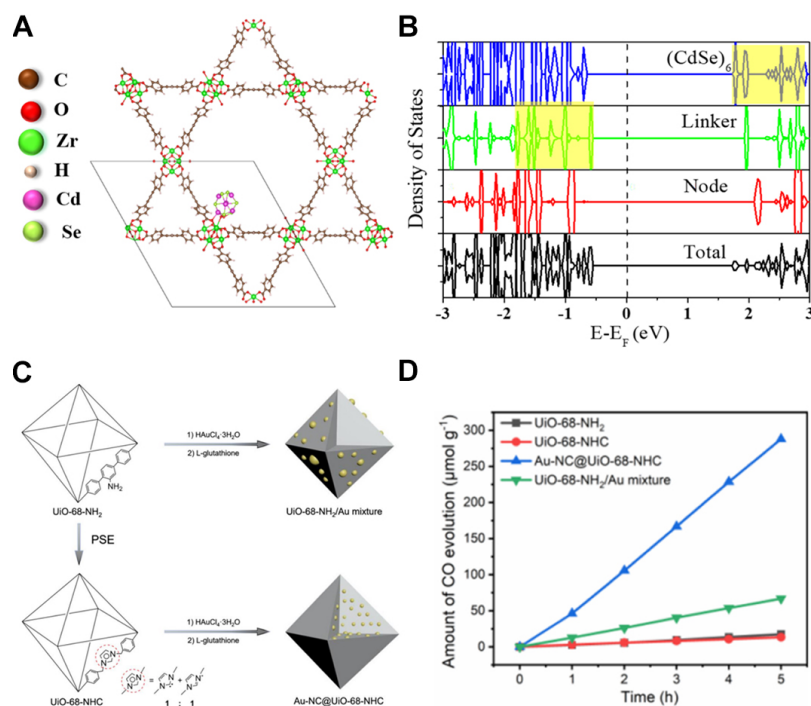 A
C
O
Zr
H
Cd
Se
B
Density of States
(CdSe)6
Linker
Node
Total
-3 -2 -1 0 1 2 3
E-EF (eV)
C
NH2
UiO-68-NH2
1) HAuCl4·3H2O
2) L-glutathione
UiO-68-NH2/Au mixture
PSE
N
N
UiO-68-NHC
N N = N N + N N
1 : 1
1) HAuCl4·3H2O
2) L-glutathione
Au-NC@UiO-68-NHC
D
Amount of CO evolution (μmol g-1)
300
250
200
150
100
50
0
UiO-68-NH2
UiO-68-NHC
Au-NC@UiO-68-NHC
UiO-68-NH2/Au mixture
0 1 2 3 4 5
Time (h)